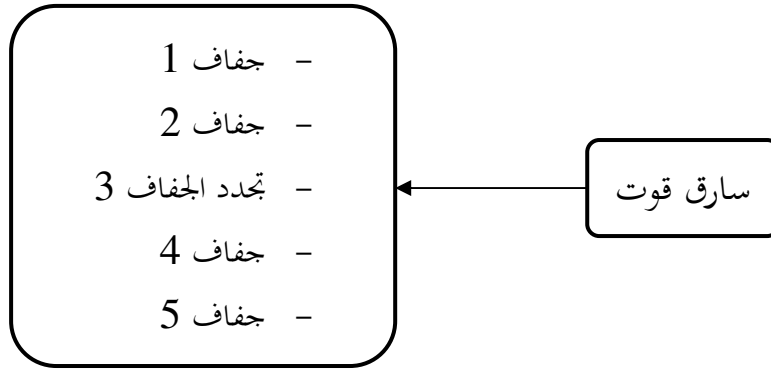 سارق قوت
- جفاف 1
- جفاف 2
- تجدد الجفاف 3
- جفاف 4
- جفاف 5